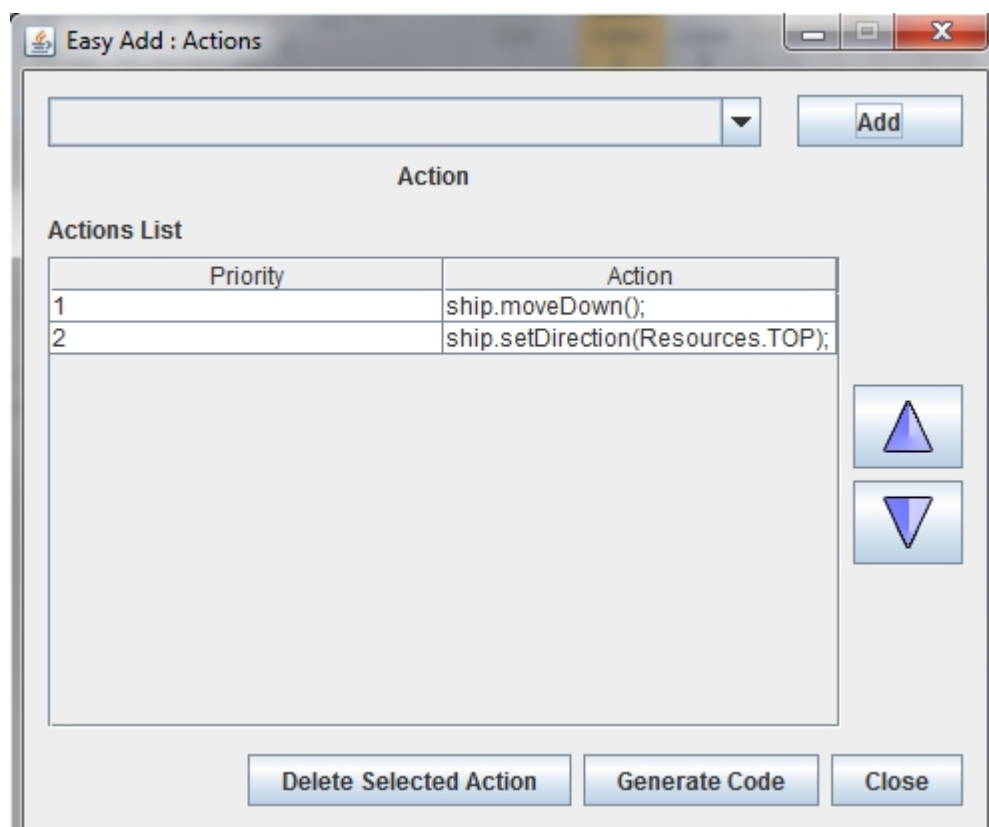 Easy Add : Actions
Add
Action
Actions List
Priority Action
1 ship.moveDown();
2 ship.setDirection(Resources.TOP);
Delete Selected Action Generate Code Close